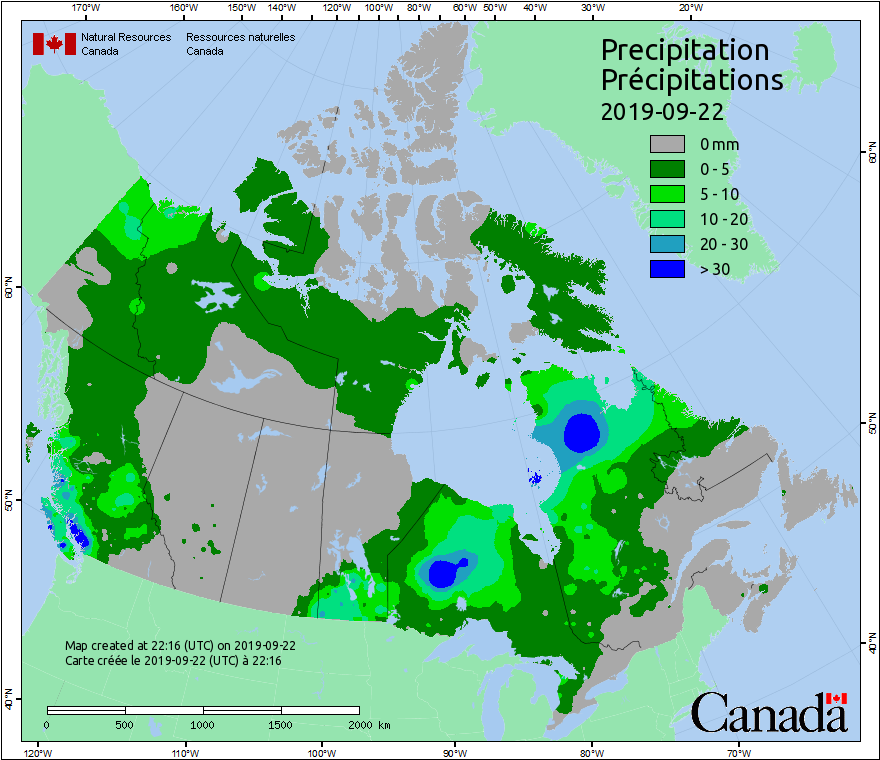 170°W 160°W 150°W 140°W 130°W 120°W 110°W 100°W 90°W 80°W 60°W 50°W 40°W 30°W 20°W
Natural Resources Ressources naturelles
Canada Canada
Precipitation
Précipitations
2019-09-22
0 mm
0 - 5
5 - 10
10 - 20
20 - 30
> 30
60°N
60°N
50°N
50°N
40°N
40°N
Map created at 22:16 (UTC) on 2019-09-22
Carte créée le 2019-09-22 (UTC) à 22:16
0 500 1000 1500 2000 km
Canada
120°W 110°W 100°W 90°W 80°W 70°W